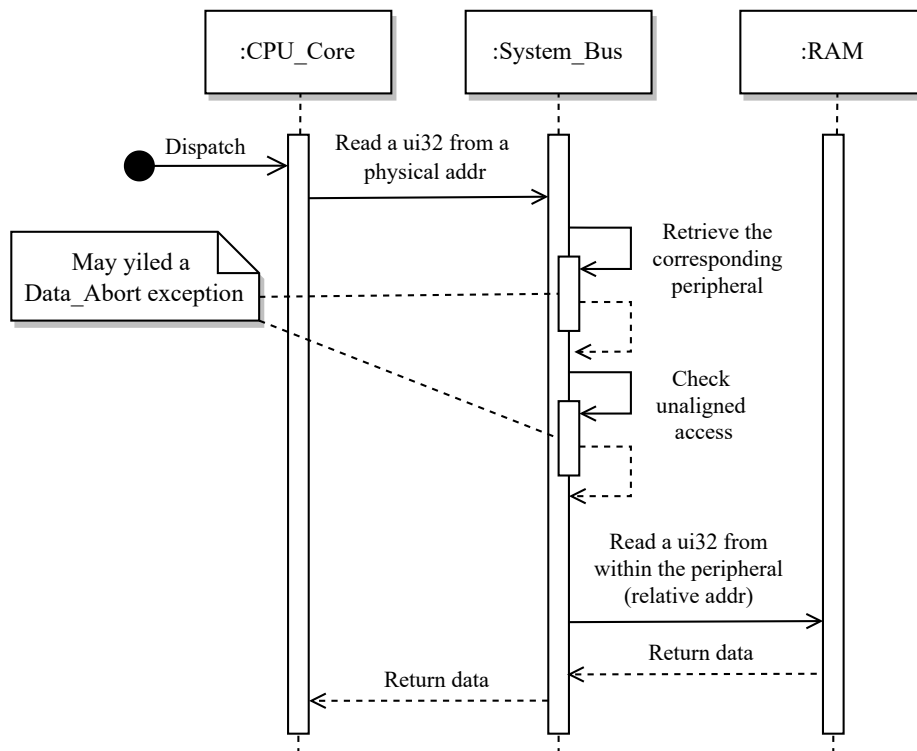 :CPU_Core
:System_Bus
:RAM
Dispatch
Read a ui32 from a
physical addr
May yiled a
Data_Abort exception
Retrieve the
corresponding
peripheral
Check
unaligned
access
Read a ui32 from
within the peripheral
(relative addr)
Return data
Return data